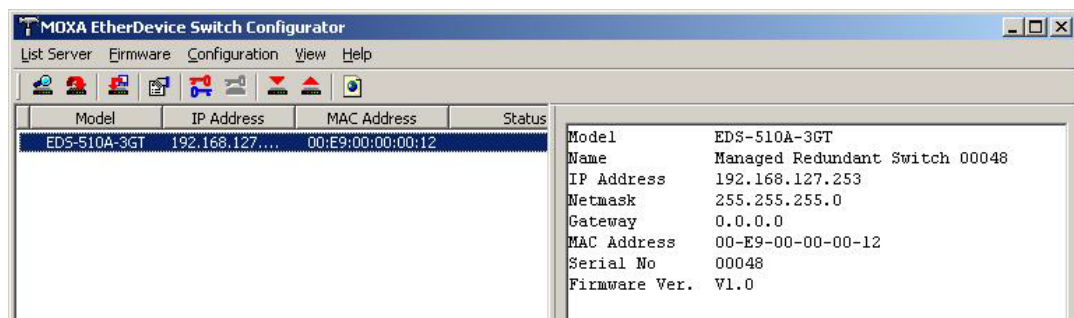 MOXA EtherDevice Switch Configurator
List Server Firmware Configuration View Help
Model IP Address MAC Address Status
EDS-510A-3GT 192.168.127.... 00:E9:00:00:00:12
Model EDS-510A-3GT
Name Managed Redundant Switch 00048
IP Address 192.168.127.253
Netmask 255.255.255.0
Gateway 0.0.0.0
MAC Address 00-E9-00-00-00-12
Serial No 00048
Firmware Ver. V1.0